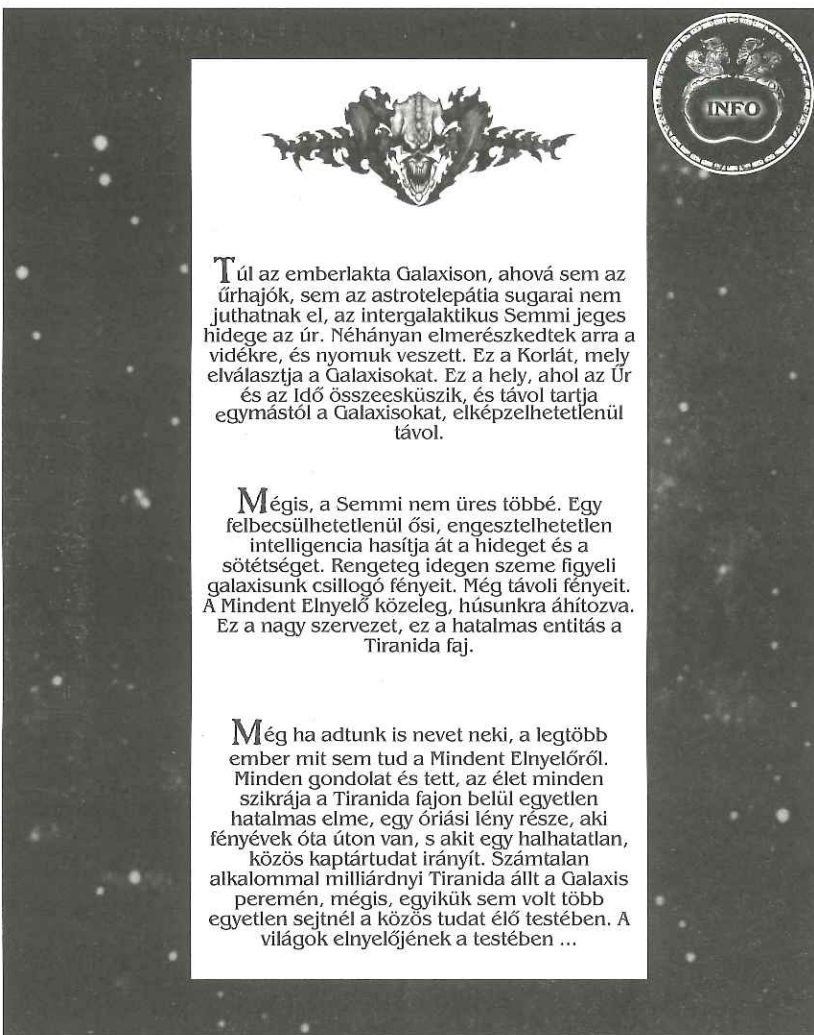 INFO
Túl az emberlakta Galaxison, ahová sem az
űrhajók, sem az astrotelepátia sugarai nem
juthatnak el, az intergalaktikus Semmi jeges
hidege az úr. Néhányan elmerészkedtek arra a
vidékre, és nyomuk veszett. Ez a Korlát, mely
elválasztja a Galaxisokat. Ez a hely, ahol az Űr
és az Idő összeesküszik, és távol tartja
egymástól a Galaxisokat, elképzelhetetlenül
távol.
Mégis, a Semmi nem üres többé. Egy
felbecsülhetetlenül ősi, engesztelhetetlen
intelligencia hasítja át a hideget és a
sötétséget. Rengeteg idegen szeme figyeli
galaxisunk csillogó fényeit. Még távoli fényeit.
A Mindent Elnyelő közeleg, húsunkra áhítozva.
Ez a nagy szervezet, ez a hatalmas entitás a
Tiranida faj.
Még ha adtunk is nevet neki, a legtöbb
ember mit sem tud a Mindent Elnyelőről.
Minden gondolat és tett, az élet minden
szikrája a Tiranida fajon belül egyetlen
hatalmas elme, egy óriási lény része, aki
fényévek óta úton van, s akit egy halhatatlan,
közös kaptártudat irányít. Számtalan
alkalommal milliárdnyi Tiranida állt a Galaxis
peremén, mégis, egyikük sem volt több
egyetlen sejtnél a közös tudat élő testében. A
világok elnyelőjének a testében ...